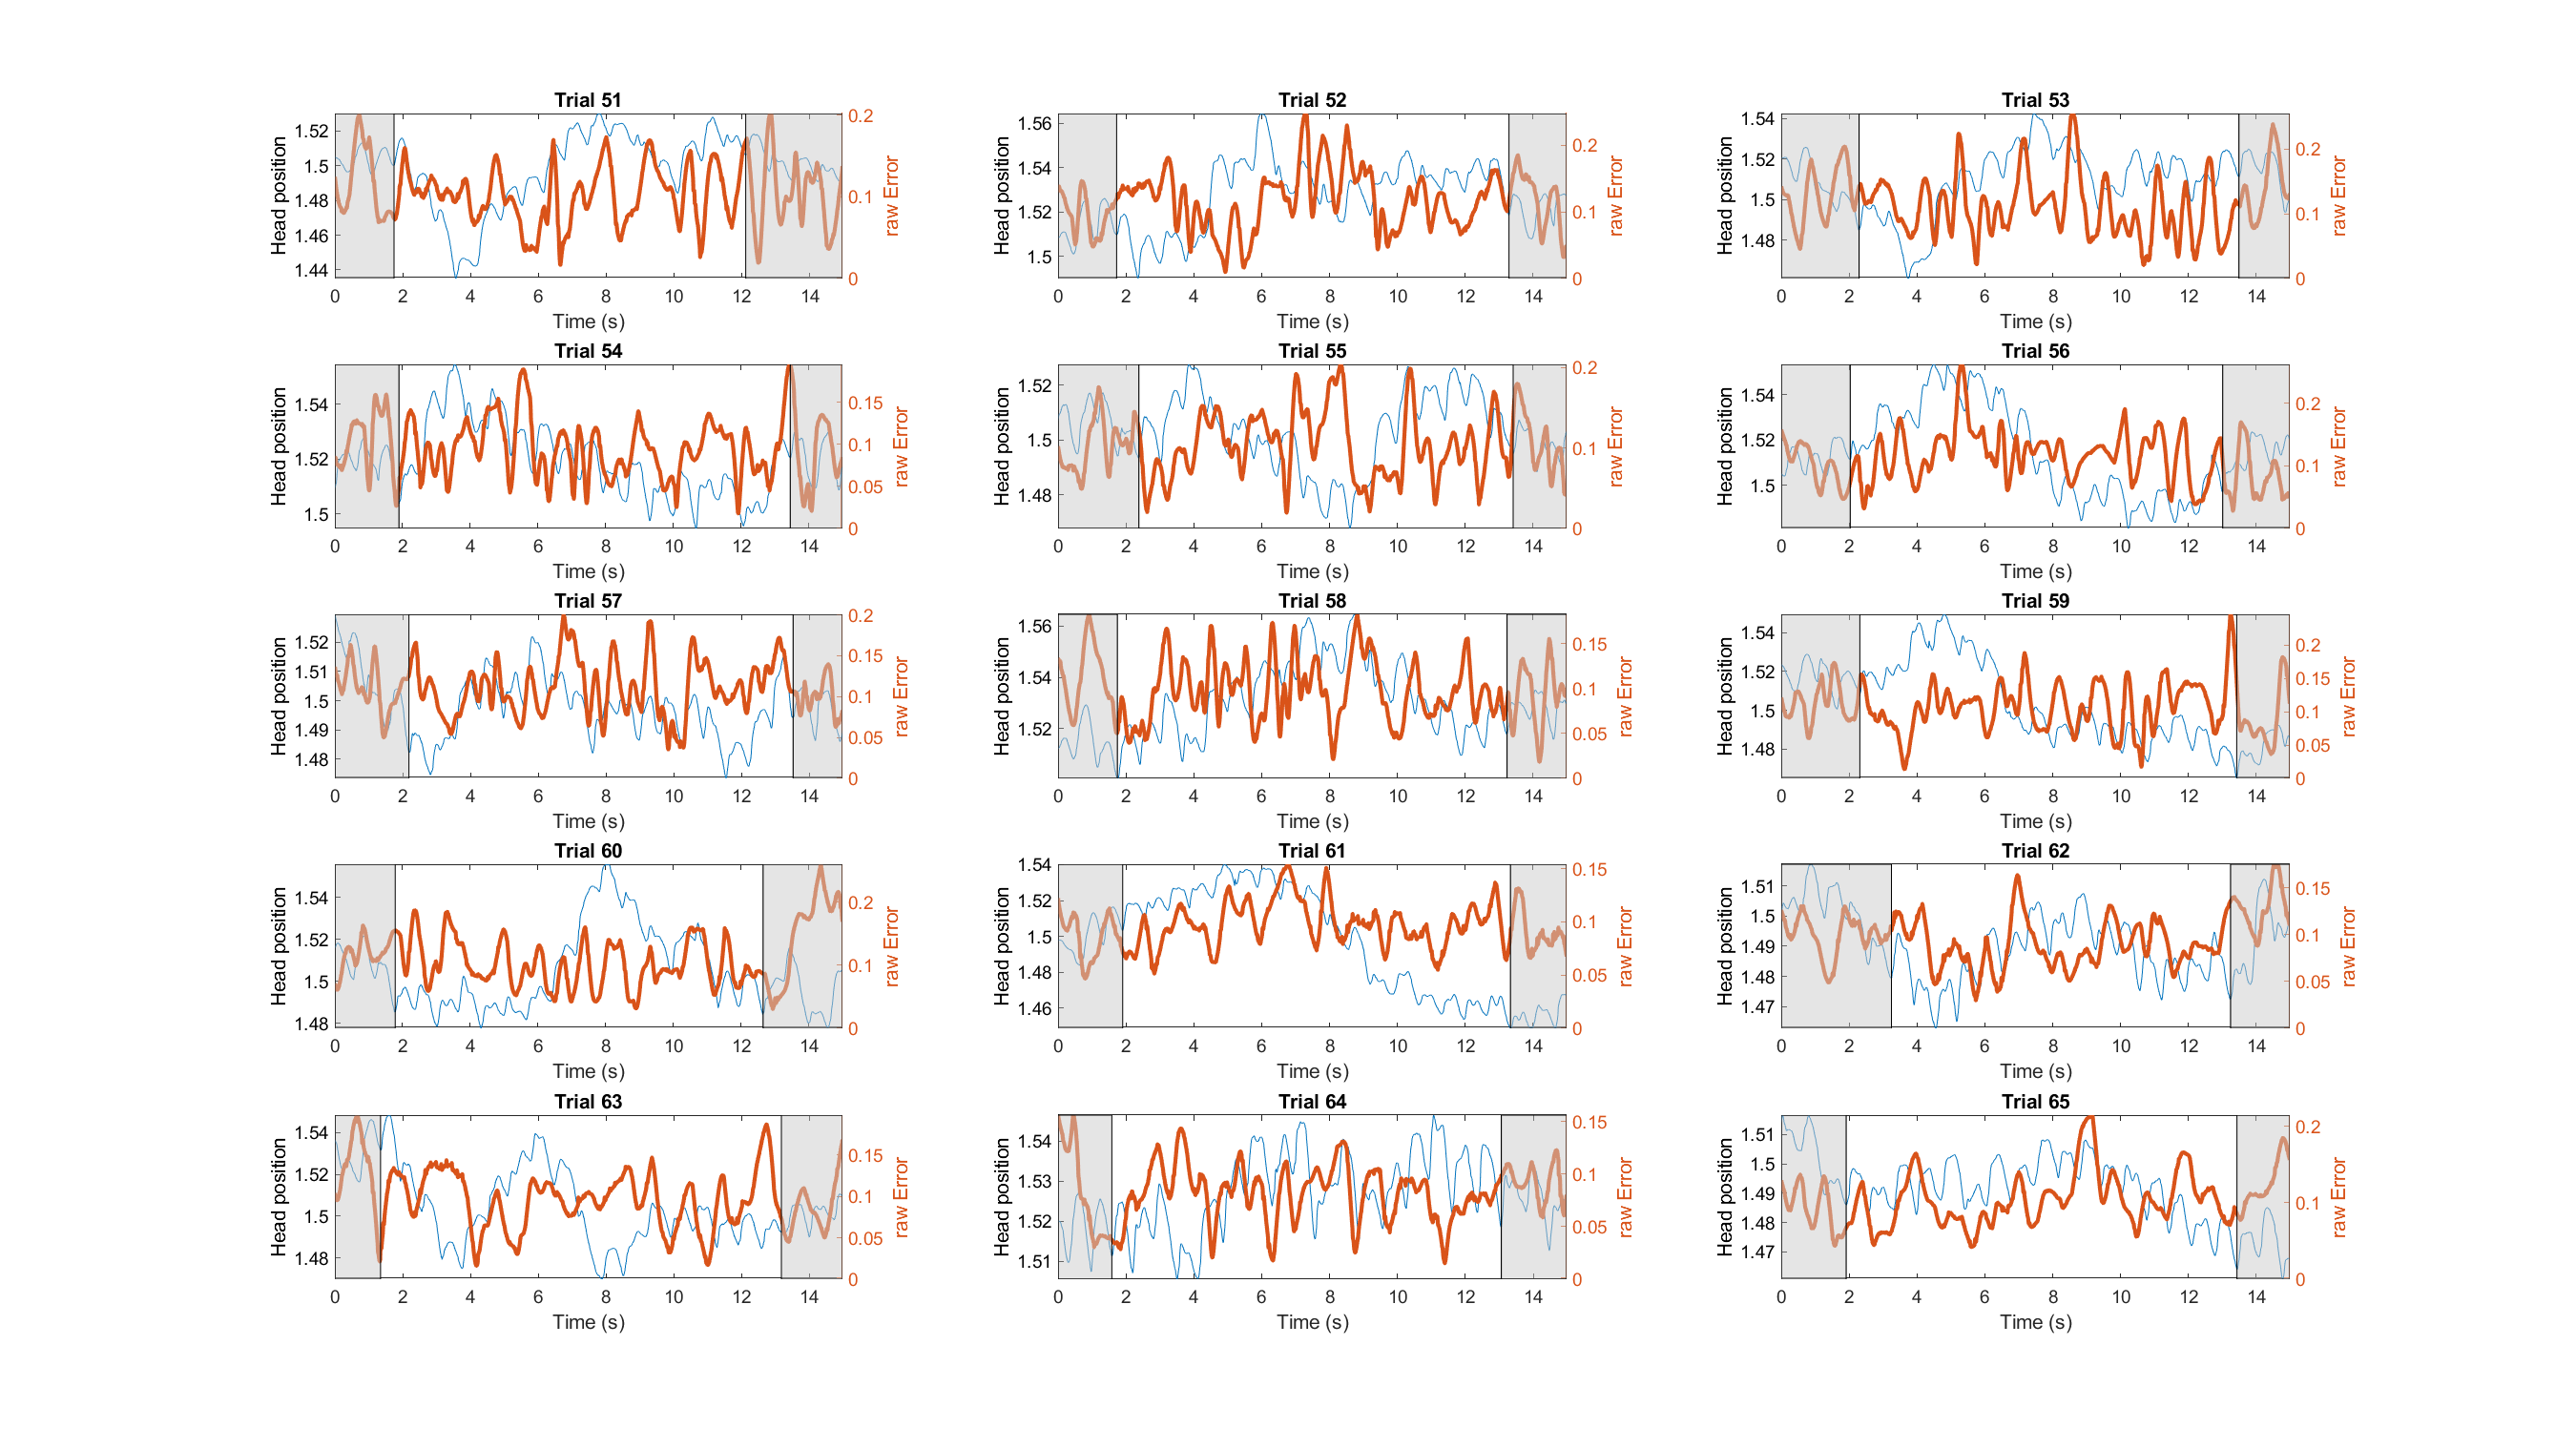 Trial 51
Head position
1.52
1.5
1.48
1.46
1.44
0.2
0.1
0
raw Error
0 2 4 6 8 10 12 14
Time (s)
Trial 52
Head position
1.56
1.54
1.52
1.5
0.2
0.1
0
raw Error
0 2 4 6 8 10 12 14
Time (s)
Trial 53
Head position
1.54
1.52
1.5
1.48
0.2
0.1
0
raw Error
0 2 4 6 8 10 12 14
Time (s)
Trial 54
Head position
1.54
1.52
1.5
0.15
0.1
0.05
0
raw Error
0 2 4 6 8 10 12 14
Time (s)
Trial 55
Head position
1.52
1.5
1.48
0.2
0.1
0
raw Error
0 2 4 6 8 10 12 14
Time (s)
Trial 56
Head position
1.54
1.52
1.5
0.2
0.1
0
raw Error
0 2 4 6 8 10 12 14
Time (s)
Trial 57
Head position
1.52
1.51
1.5
1.49
1.48
0.2
0.15
0.1
0.05
0
raw Error
0 2 4 6 8 10 12 14
Time (s)
Trial 58
Head position
1.56
1.54
1.52
0.15
0.1
0.05
0
raw Error
0 2 4 6 8 10 12 14
Time (s)
Trial 59
Head position
1.54
1.52
1.5
1.48
0.2
0.15
0.1
0.05
0
raw Error
0 2 4 6 8 10 12 14
Time (s)
Trial 60
Head position
1.54
1.52
1.5
1.48
0.2
0.1
0
raw Error
0 2 4 6 8 10 12 14
Time (s)
Trial 61
Head position
1.54
1.52
1.5
1.48
1.46
0.15
0.1
0.05
0
raw Error
0 2 4 6 8 10 12 14
Time (s)
Trial 62
Head position
1.51
1.5
1.49
1.48
1.47
0.15
0.1
0.05
0
raw Error
0 2 4 6 8 10 12 14
Time (s)
Trial 63
Head position
1.54
1.52
1.5
1.48
0.15
0.1
0.05
0
raw Error
0 2 4 6 8 10 12 14
Time (s)
Trial 64
Head position
1.54
1.53
1.52
1.51
0.15
0.1
0.05
0
raw Error
0 2 4 6 8 10 12 14
Time (s)
Trial 65
Head position
1.51
1.5
1.49
1.48
1.47
0.2
0.1
0
raw Error
0 2 4 6 8 10 12 14
Time (s)